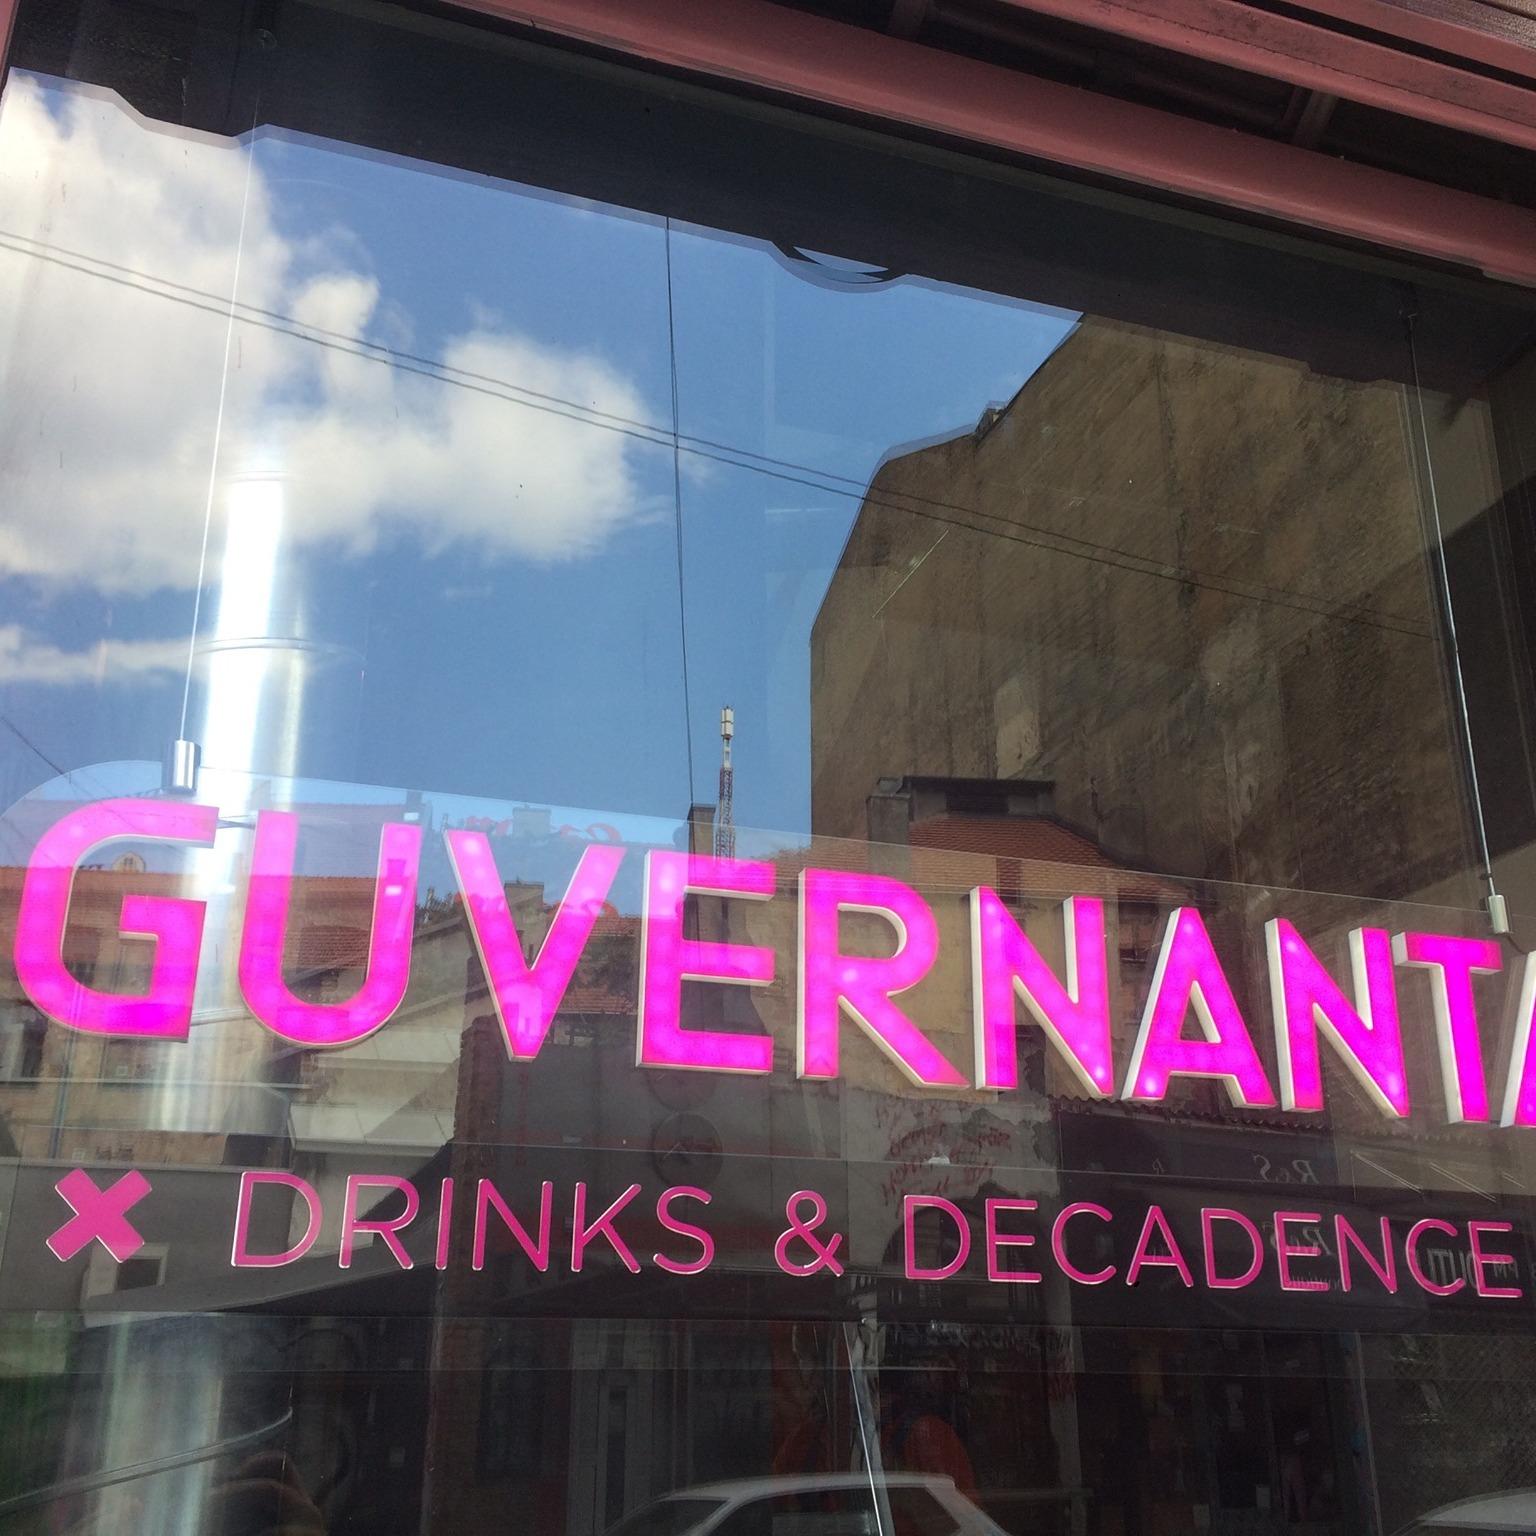 GUVERNANTA
× DRINKS & DECADENCE